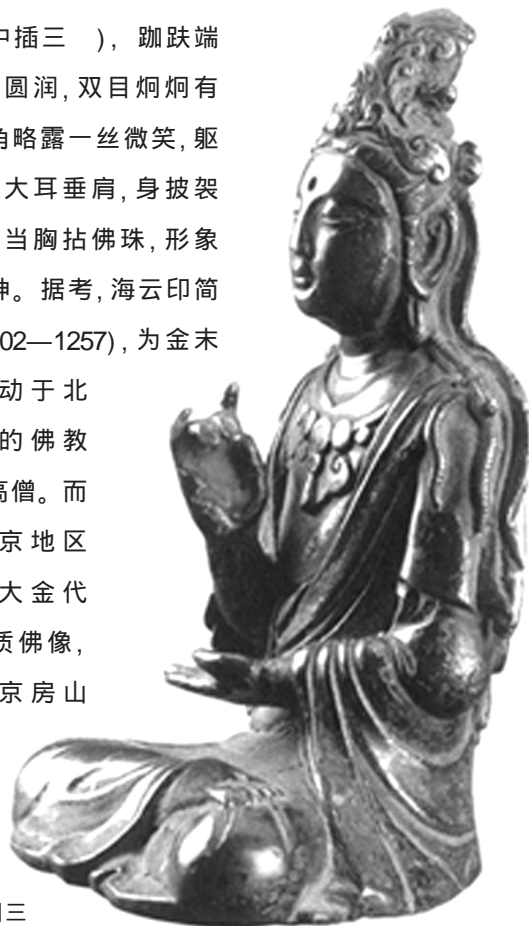 中插三 ), 跏趺端
圆润,双目炯炯有
角略露一丝微笑,躯
大耳垂肩,身披袈
当胸拈佛珠,形象
神。据考,海云印简
02—1257),为金末
动于北
的佛教
高僧。而
京地区
大金代
质佛像,
京房山
三